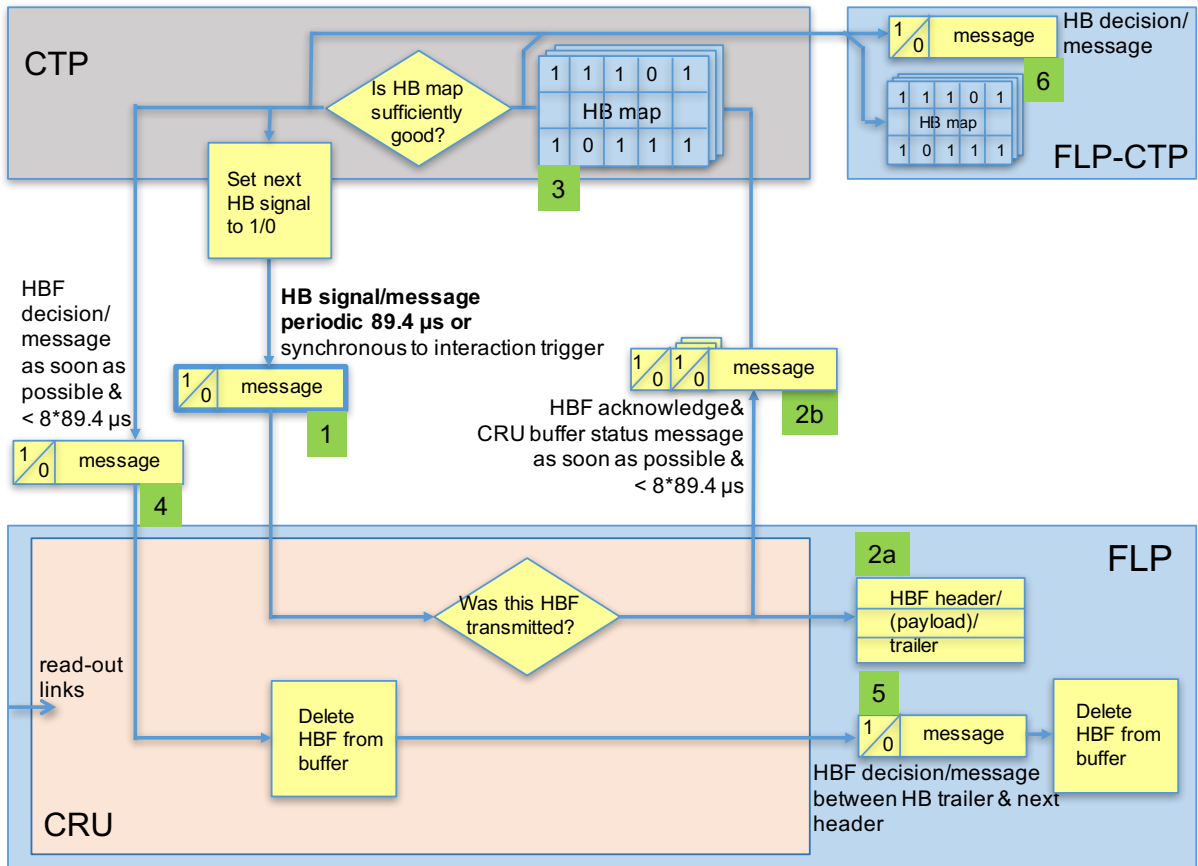 CTP
Is HB map
sufficiently
good?
1 1 1 0 1
HB map
1 0 1 1 1
3
Set next
HB signal
to 1/0
1/0 message
HB decision/
message
6
1 1 1 0 1
HB map
1 0 1 1 1
FLP-CTP
HBF
decision/
message
as soon as
possible &
< 8*89.4 µs
1/0 message
4
HB signal/message
periodic 89.4 µs or
synchronous to interaction trigger
1/0 message
1
1/0 1/0 message
2b
HBF acknowledge&
CRU buffer status message
as soon as possible &
< 8*89.4 µs
FLP
2a
HBF header/
(payload)/
trailer
Was this HBF
transmitted?
read-out
links
Delete
HBF from
buffer
5
1/0 message
Delete
HBF from
buffer
HBF decision/message
between HB trailer & next
header
CRU